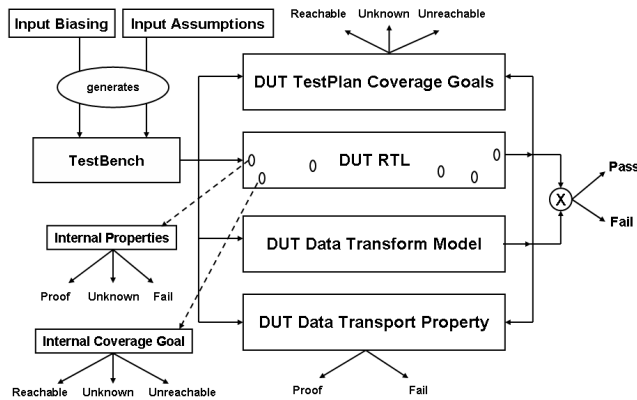 Input Biasing
Input Assumptions
Reachable Unknown Unreachable
generates
DUT TestPlan Coverage Goals
TestBench
DUT RTL
Pass
X
Fail
Internal Properties
DUT Data Transform Model
Proof Unknown Fail
DUT Data Transport Property
Internal Coverage Goal
Reachable Unknown Unreachable
Proof Fail